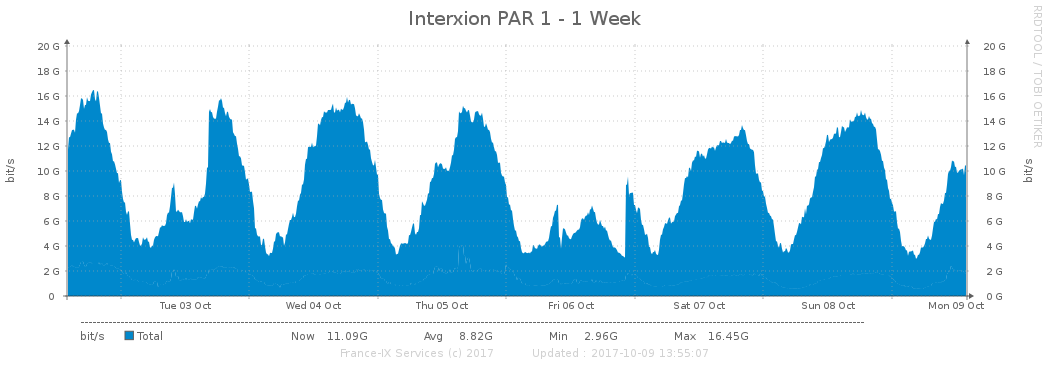 Interxion PAR 1 - 1 Week
RRDTOOL / TOBI OETIKER
bit/s
20 G 20 G
18 G 18 G
16 G 16 G
14 G 14 G
12 G 12 G
10 G 10 G
8 G 8 G
6 G 6 G
4 G 4 G
2 G 2 G
0 0 G
bit/s
Tue 03 Oct Wed 04 Oct Thu 05 Oct Fri 06 Oct Sat 07 Oct Sun 08 Oct Mon 09 Oct
bit/s Total Now 11.09G Avg 8.82G Min 2.96G Max 16.45G
France-IX Services (c) 2017 Updated : 2017-10-09 13:55:07